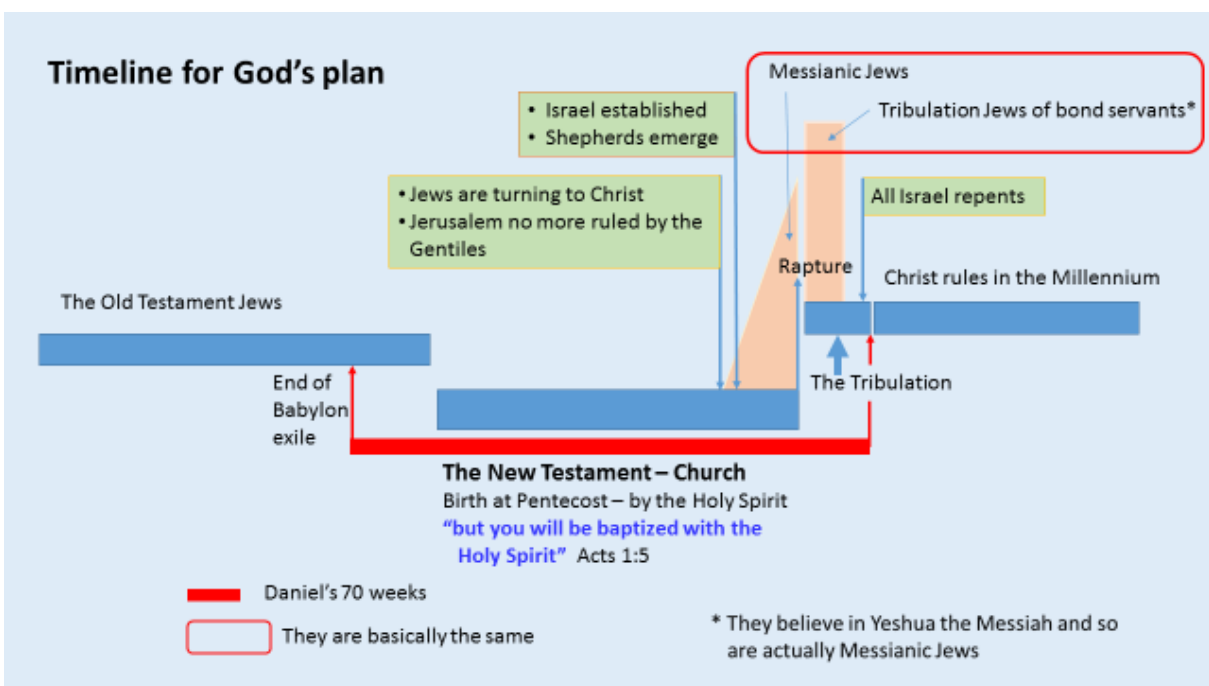 Timeline for God's plan
Messianic Jews
Tribulation Jews of bond servants*
• Israel established
• Shepherds emerge
• Jews are turning to Christ
• Jerusalem no more ruled by the
Gentiles
All Israel repents
Rapture
Christ rules in the Millennium
The Old Testament Jews
End of
Babylon
exile
The Tribulation
The New Testament – Church
Birth at Pentecost – by the Holy Spirit
“but you will be baptized with the
Holy Spirit” Acts 1:5
Daniel's 70 weeks
They are basically the same
* They believe in Yeshua the Messiah and so
are actually Messianic Jews